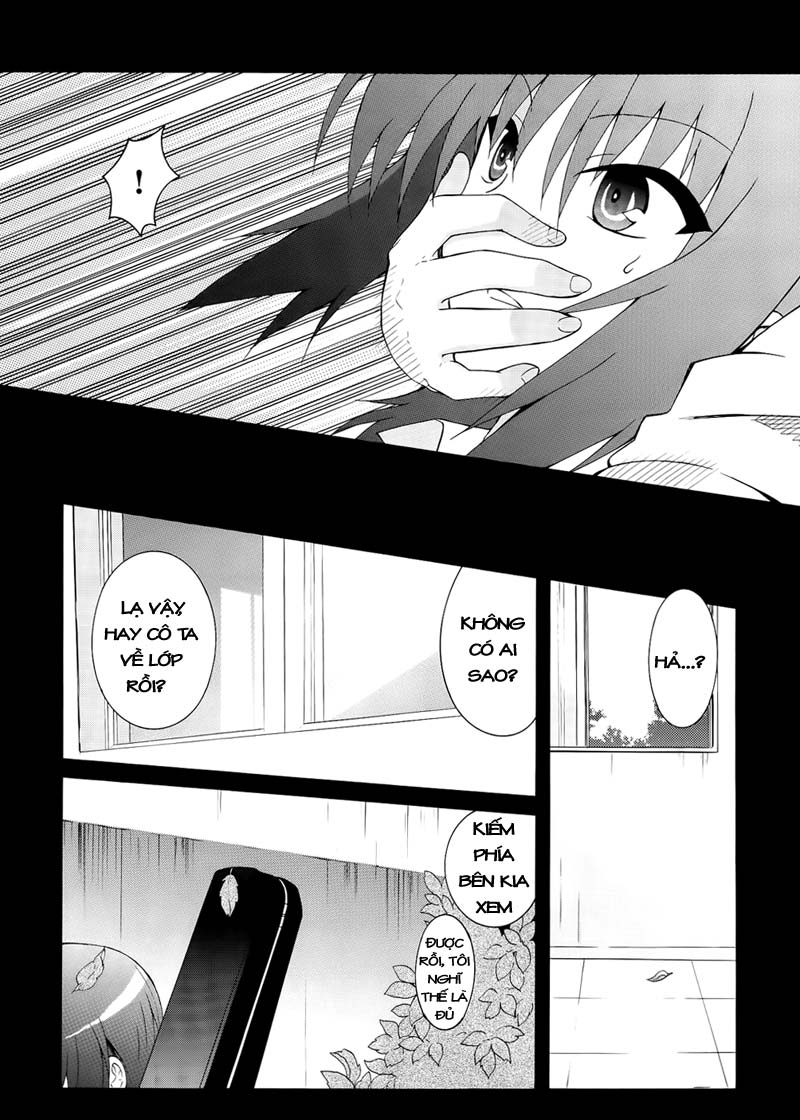 !
HẢ...?
KHÔNG
CÓ AI
SAO?
LẠ VẬY,
HAY CÔ TA
VỀ LỚP
RỒI?
KIẾM
PHÍA
BÊN KIA
XEM
ĐƯỢC
RỒI, TÔI
NGHĨ
THẾ LÀ
ĐỦ